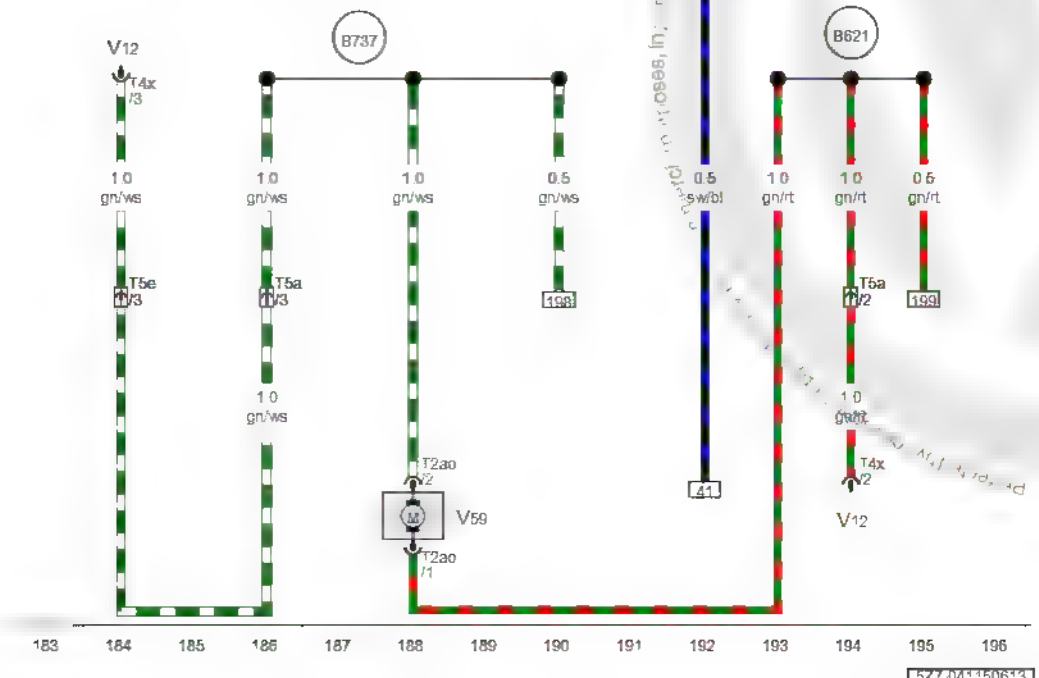 B737
B621
V12
T4x
/3
1.0
gn/ws
1.0
gn/ws
1.0
gn/ws
0.5
gn/ws
0.5
sw/bl
1.0
gn/rt
1.0
gn/rt
0.5
gn/rt
T5e
/3
T5a
/3
198
T5a
/2
199
1.0
gn/ws
1.0
gn/rt
T2ao
/2
M
V59
T2ao
/1
41
T4x
/2
V12
183 184 185 186 187 188 189 190 191 192 193 194 195 196